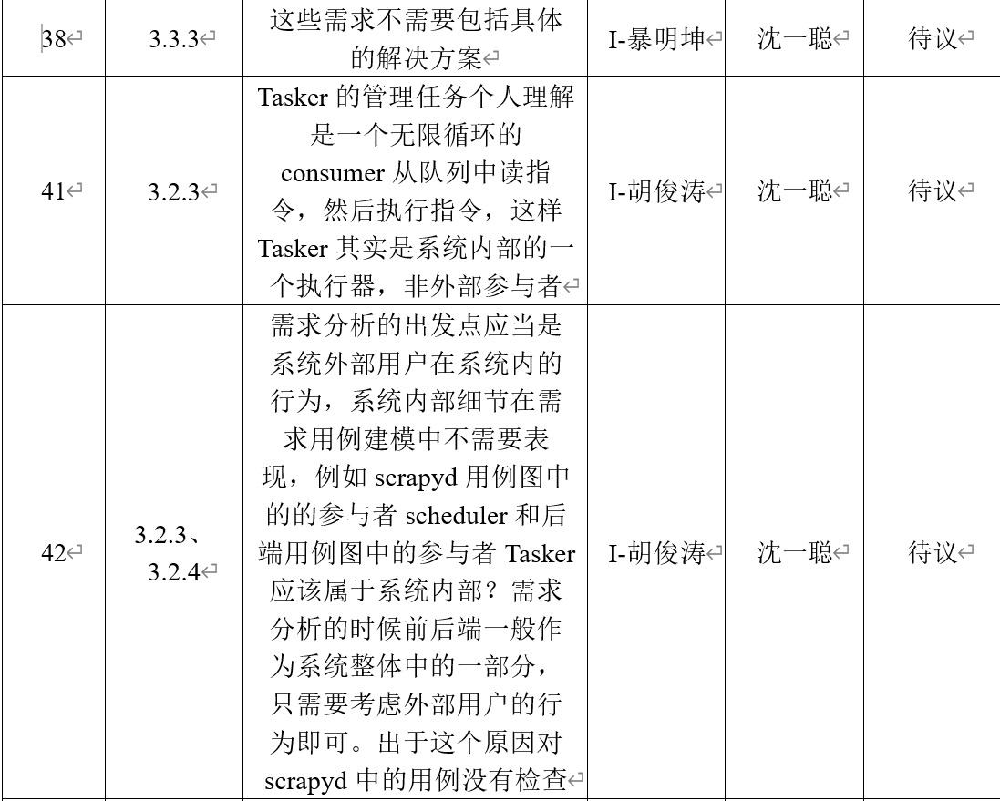 38 3.3.3 这些需求不需要包括具体 I-暴明坤 沈一聪 待议
的解决方案
Tasker 的管理任务个人理解
是一个无限循环的
consumer 从队列中读指
41 3.2.3 令，然后执行指令，这样 I-胡俊涛 沈一聪 待议
Tasker 其实是系统内部的一
个执行器，非外部参与者
需求分析的出发点应当是
系统外部用户在系统内的
行为，系统内部细节在需
求用例建模中不需要表
现，例如 scrapyd 用例图中
的的参与者 scheduler 和后
42 3.2.3、 端用例图中的参与者 Tasker I-胡俊涛 沈一聪 待议
3.2.4 应该属于系统内部？需求
分析的时候前后端一般作
为系统整体中的一部分，
只需要考虑外部用户的行
为即可。出于这个原因对
scrapyd 中的用例没有检查